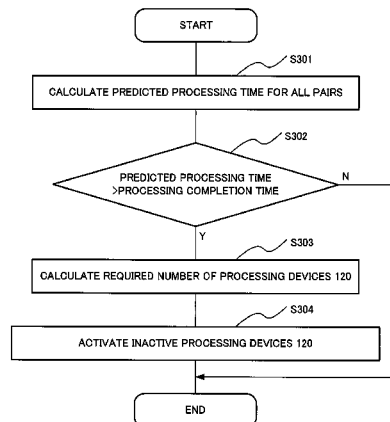 START
S301
CALCULATE PREDICTED PROCESSING TIME FOR ALL PAIRS
S302
PREDICTED PROCESSING TIME
>PROCESSING COMPLETION TIME
N
Y
S303
CALCULATE REQUIRED NUMBER OF PROCESSING DEVICES 120
S304
ACTIVATE INACTIVE PROCESSING DEVICES 120
END